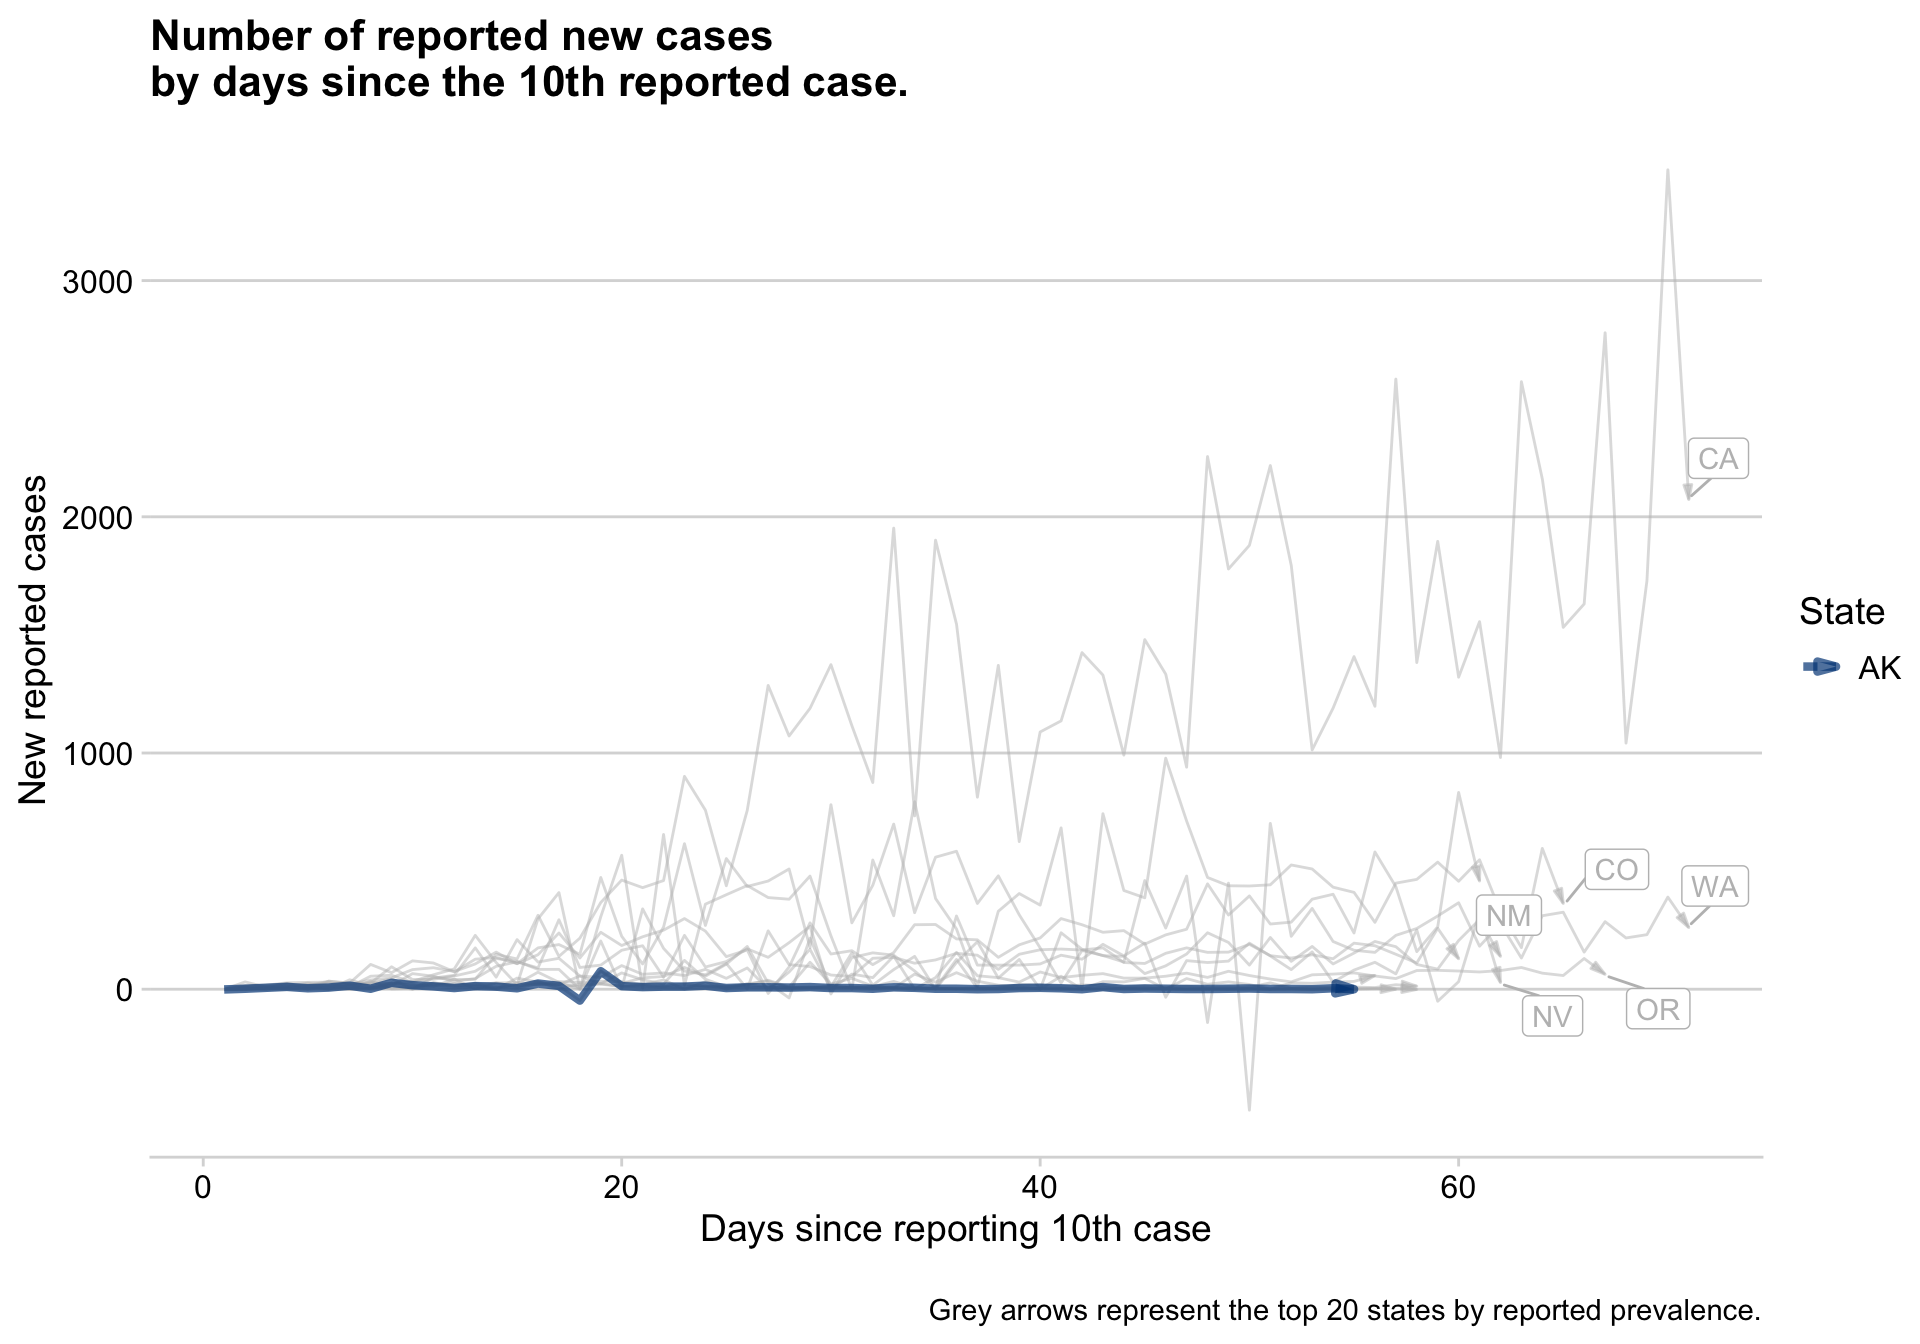 Number of reported new cases
by days since the 10th reported case.
New reported cases
3000
2000
1000
0
CA
CO
WA
NM
NV
OR
State
AK
0
20
40
60
Days since reporting 10th case
Grey arrows represent the top 20 states by reported prevalence.